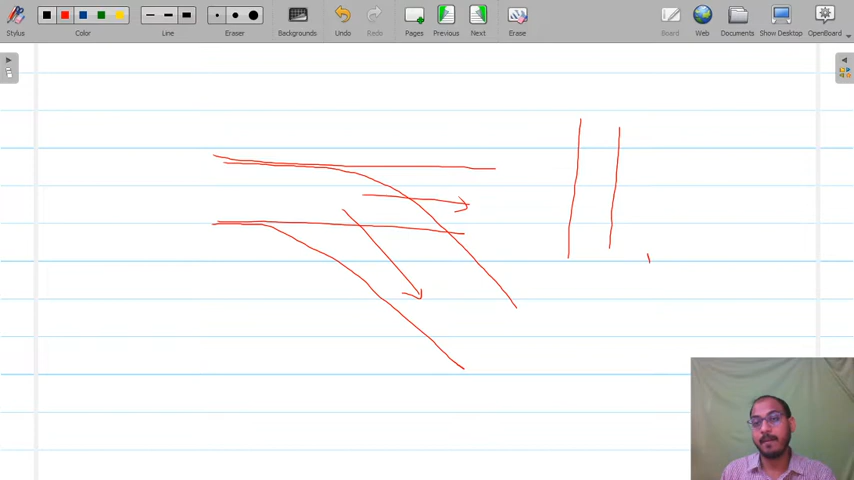 Stylus Color Line Eraser Backgrounds Undo Redo Pages Previous Next Erase Board Web Documents Show Desktop OpenBoard